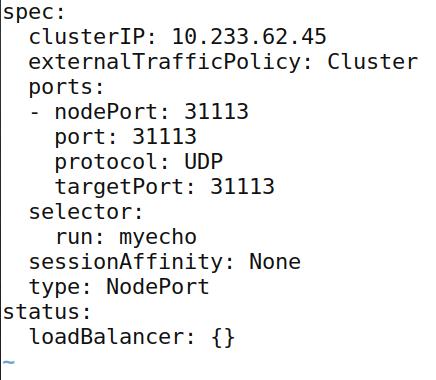 spec:
  clusterIP: 10.233.62.45
  externalTrafficPolicy: Cluster
  ports:
  - nodePort: 31113
    port: 31113
    protocol: UDP
    targetPort: 31113
  selector:
    run: myecho
  sessionAffinity: None
  type: NodePort
status:
  loadBalancer: {}
~